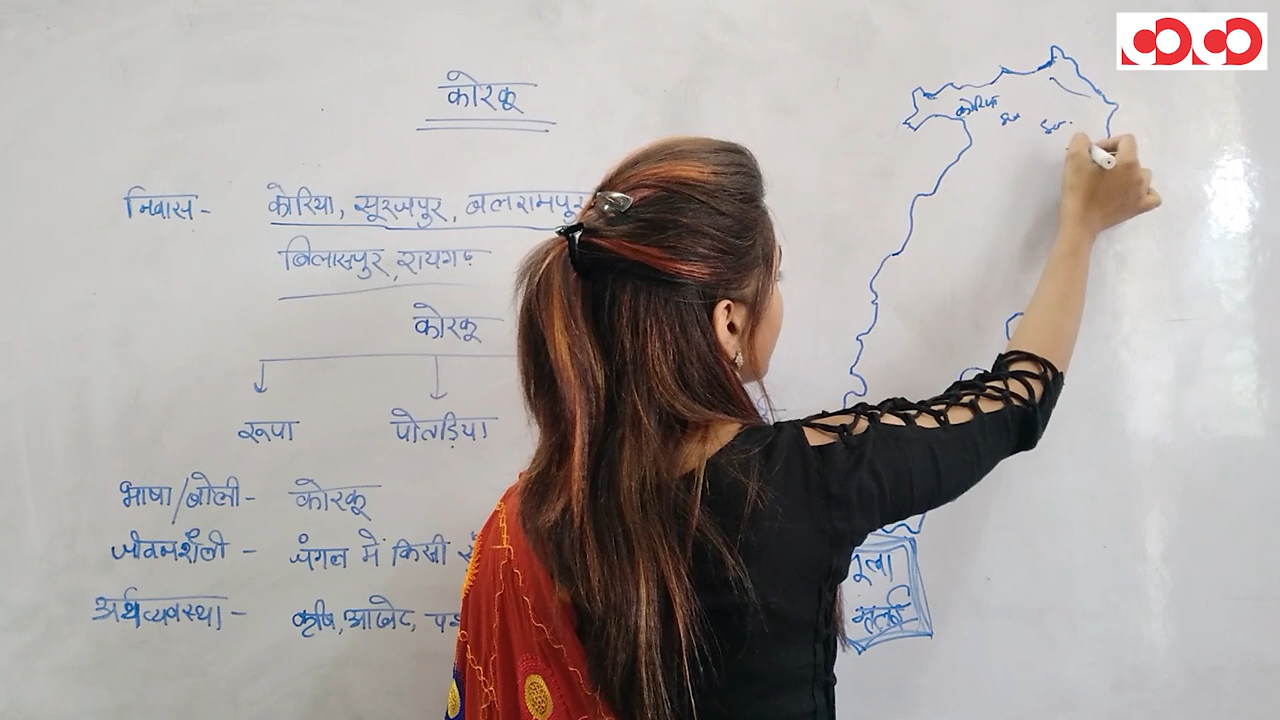 कोरकू
निवास- कोरिया, सूरजपुर, बलरामपुर
बिलासपुर, रायगढ़
कोरकू
रूपा पोतड़िया
भाषा/बोली- कोरकू
जीवनशैली - जंगल में किसी
अर्थव्यवस्था- कृषि, आखेट,
कोरिया